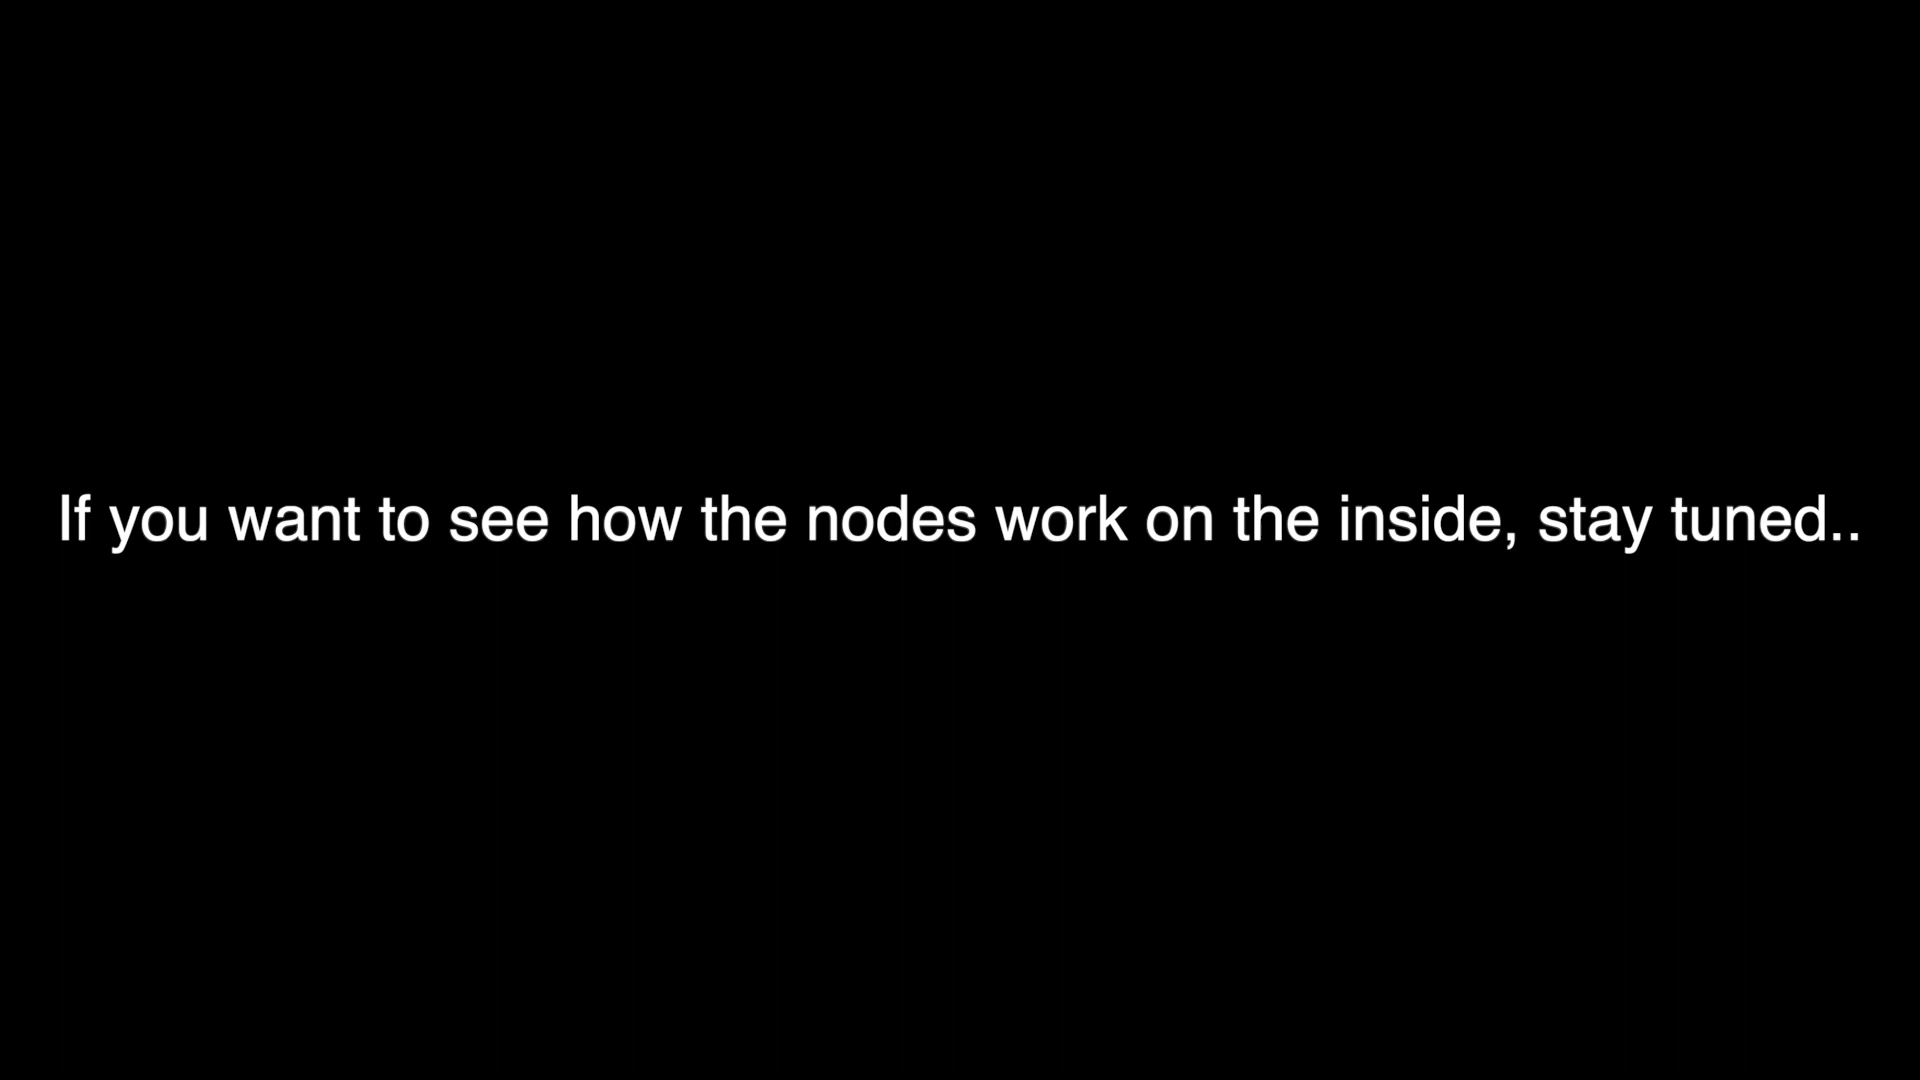 If you want to see how the nodes work on the inside, stay tuned..